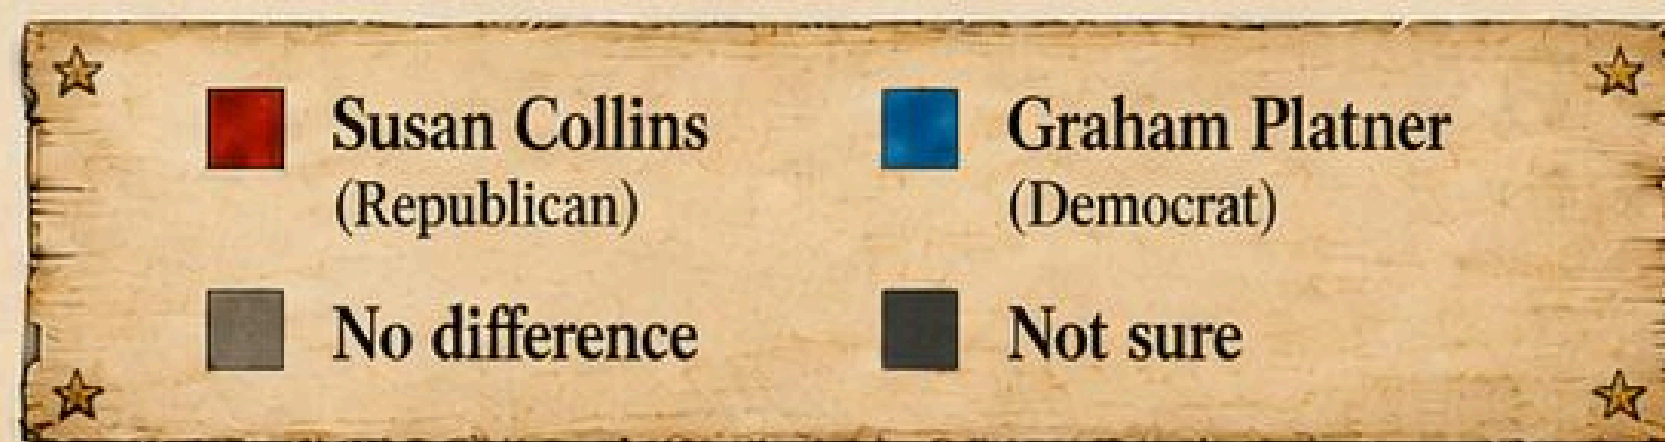 Susan Collins
(Republican)
Graham Platner
(Democrat)
No difference
Not sure